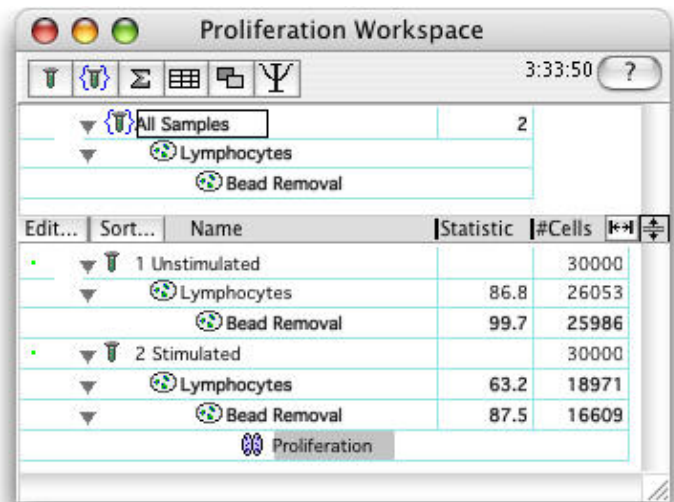 Proliferation Workspace
{ } Σ Ψ 3:33:50 ?
{ } All Samples 2
Lymphocytes
Bead Removal
Edit... Sort... Name Statistic #Cells
1 Unstimulated 30000
Lymphocytes 86.8 26053
Bead Removal 99.7 25986
2 Stimulated 30000
Lymphocytes 63.2 18971
Bead Removal 87.5 16609
Proliferation